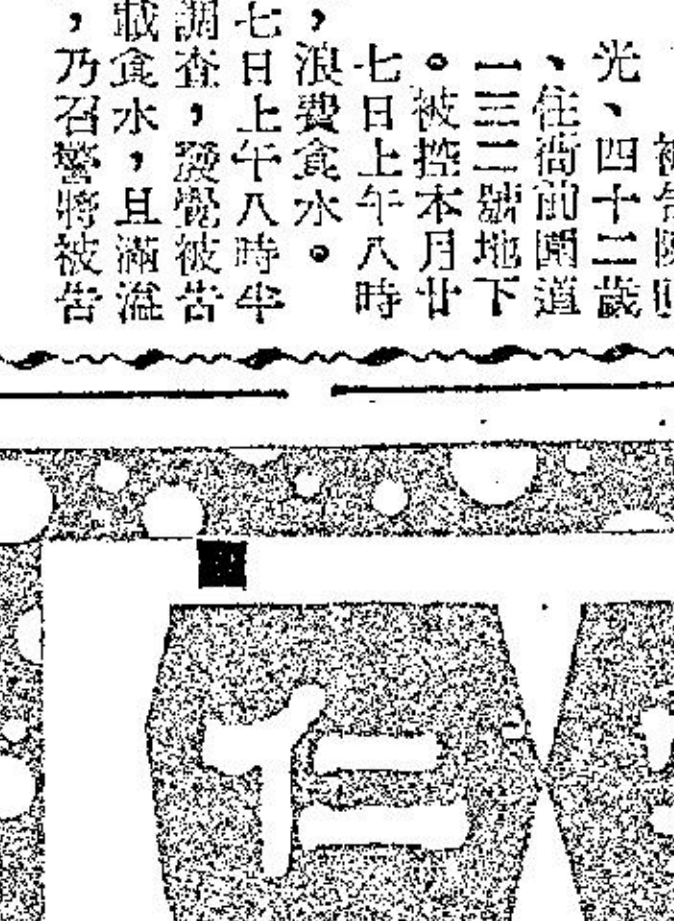 光、四十二歲
、住衙前圍道
一三二號地下
。被控本月廿
七日上午八時
，浪費食水。
七日上午八時半
調查，發覺被告
載食水，且滿溢
，乃召警將被告
仁